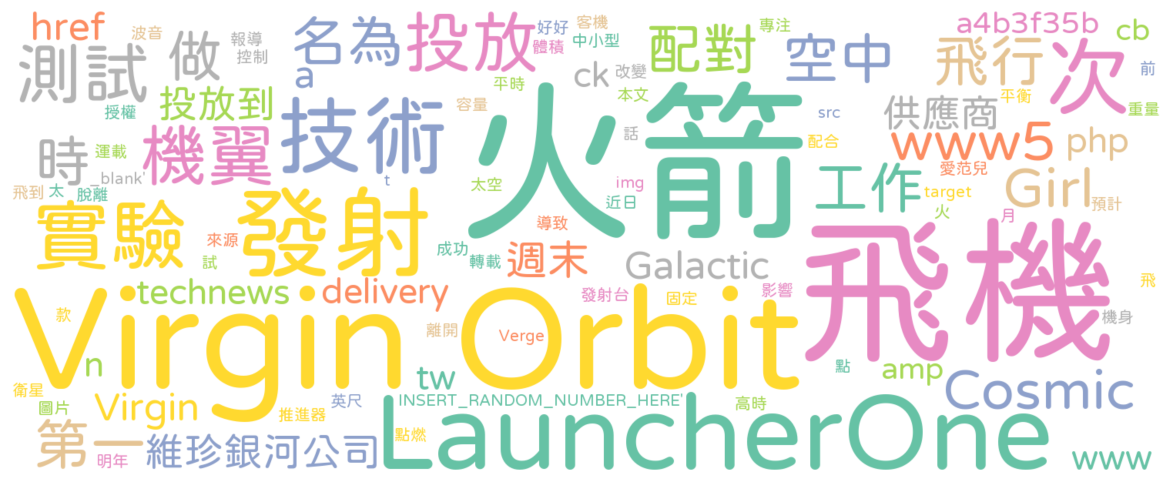 href
波音
報導
控制
測試
做
名為
a
投放
好好
客機
體積
中小型
配對
專注
空中
a4b3f35b
cb
飛行
次
前
重量
平衡
投放到
授權
平時
ck
改變
本文
容量
src
供應商
www5
php
時
運載
_blank'
機翼
技術
火箭
話
配合
愛范兒
飛到
太
脫離
t
太空
img
近日
工作
target
火
Girl
預計
月
實驗
來源
試
發射
成功
轉載
導致
週末
Galactic
飛機
technews
delivery
發射台
固定
影響
飛
款
Virgin Orbit
離開
Verge
機身
n
tw
點
amp
衛星
圖片
Virgin
推進器
英尺
INSERT_RANDOM_NUMBER_HERE'
高時
Cosmic
第一
明年
維珍銀河公司
點燃
LauncherOne
www